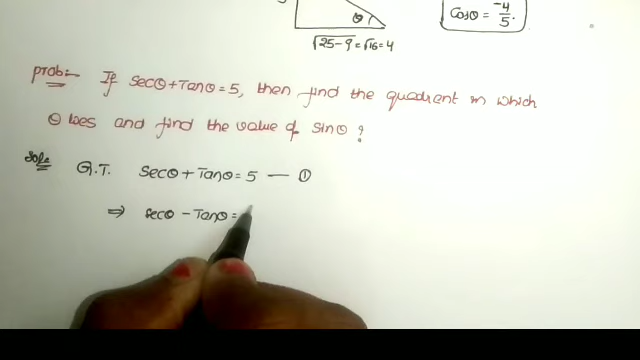 θ
Cosθ = -4/5.
√25-9 = √16 = 4
prob:- If secθ+Tanθ=5, then find the quadrant in which
θ lies and find the value of sinθ?
Sol:- G.T. secθ+Tanθ = 5 — ①
⇒ secθ - Tanθ =